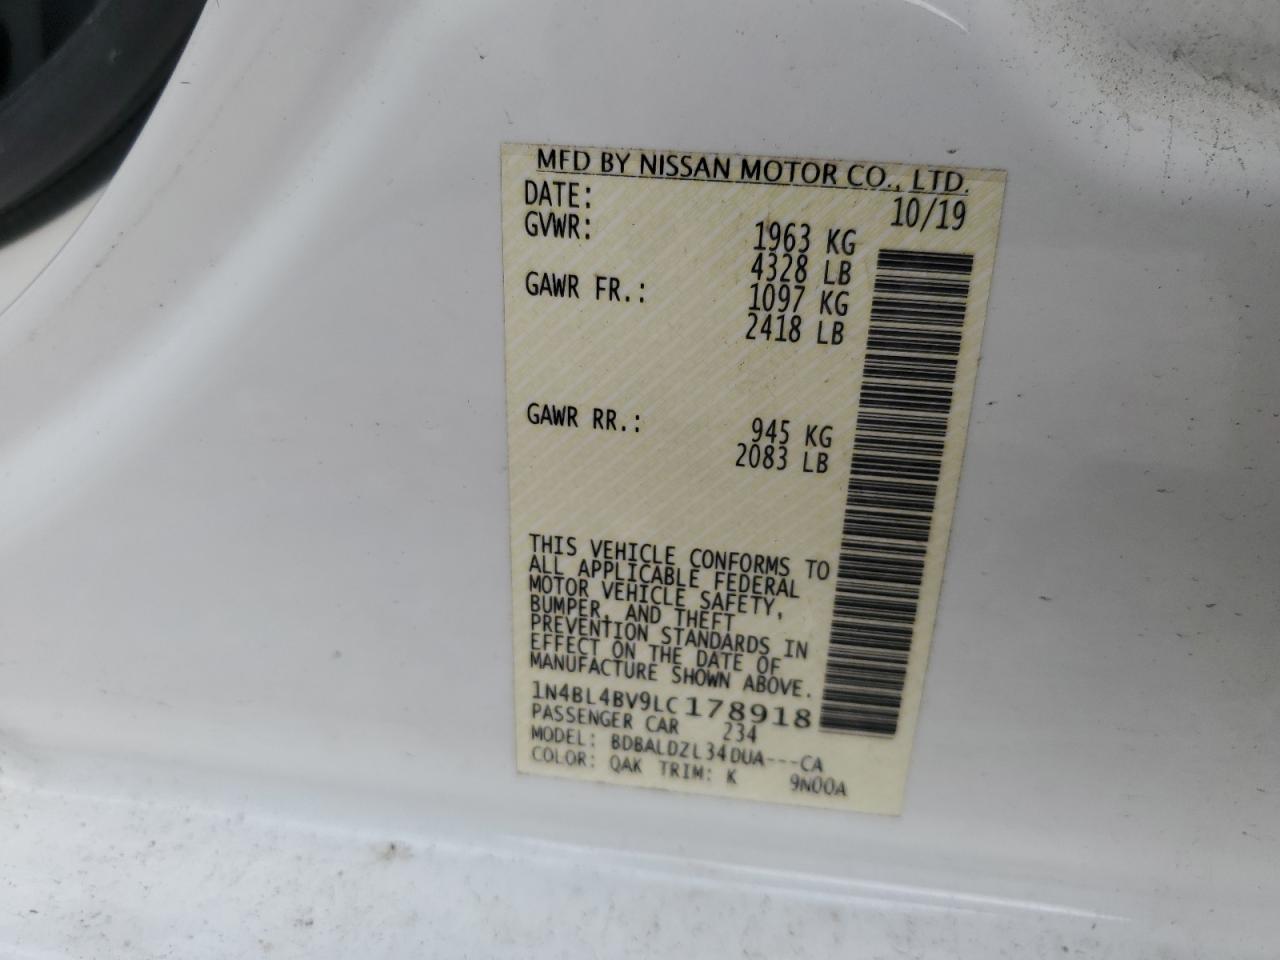 MFD BY NISSAN MOTOR CO., LTD.
DATE: 10/19
GVWR: 1963 KG
4328 LB
GAWR FR.: 1097 KG
2418 LB
GAWR RR.: 945 KG
2083 LB
THIS VEHICLE CONFORMS TO
ALL APPLICABLE FEDERAL
MOTOR VEHICLE SAFETY,
BUMPER, AND THEFT
PREVENTION STANDARDS IN
EFFECT ON THE DATE OF
MANUFACTURE SHOWN ABOVE.
1N4BL4BV9LC178918
PASSENGER CAR 234
MODEL: BDBALDZL34DUA---CA
COLOR: QAK TRIM: K 9N00A